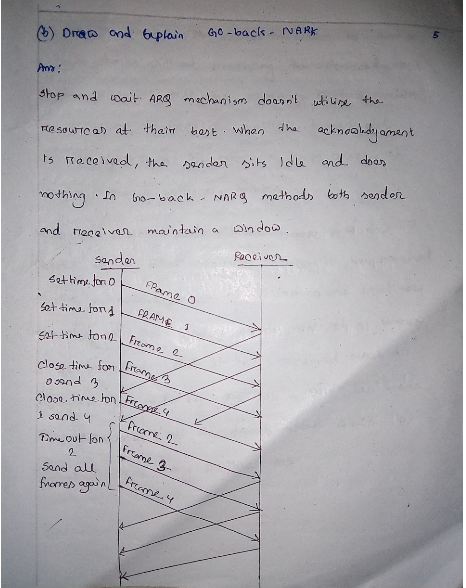 (b) Draw and Explain Go-back-NARK
5
Ans:
Stop and wait ARQ mechanism doesn't utilize the
resources at their best. When the acknowledgement
is received, the sender sits Idle and does
nothing. In Go-back-NARQ methods both sender
and receiver maintain a window.
Sender
Receiver
Set time for 0
Frame 0
Set time for 1
FRAME 1
Set time for 2
Frame 2
Close time for
0 send 3
Frame 3
Close time for
1 send 4
Frame 4
Time out for
2
Send all
frames again
Frame 2
Frame 3
Frame 4